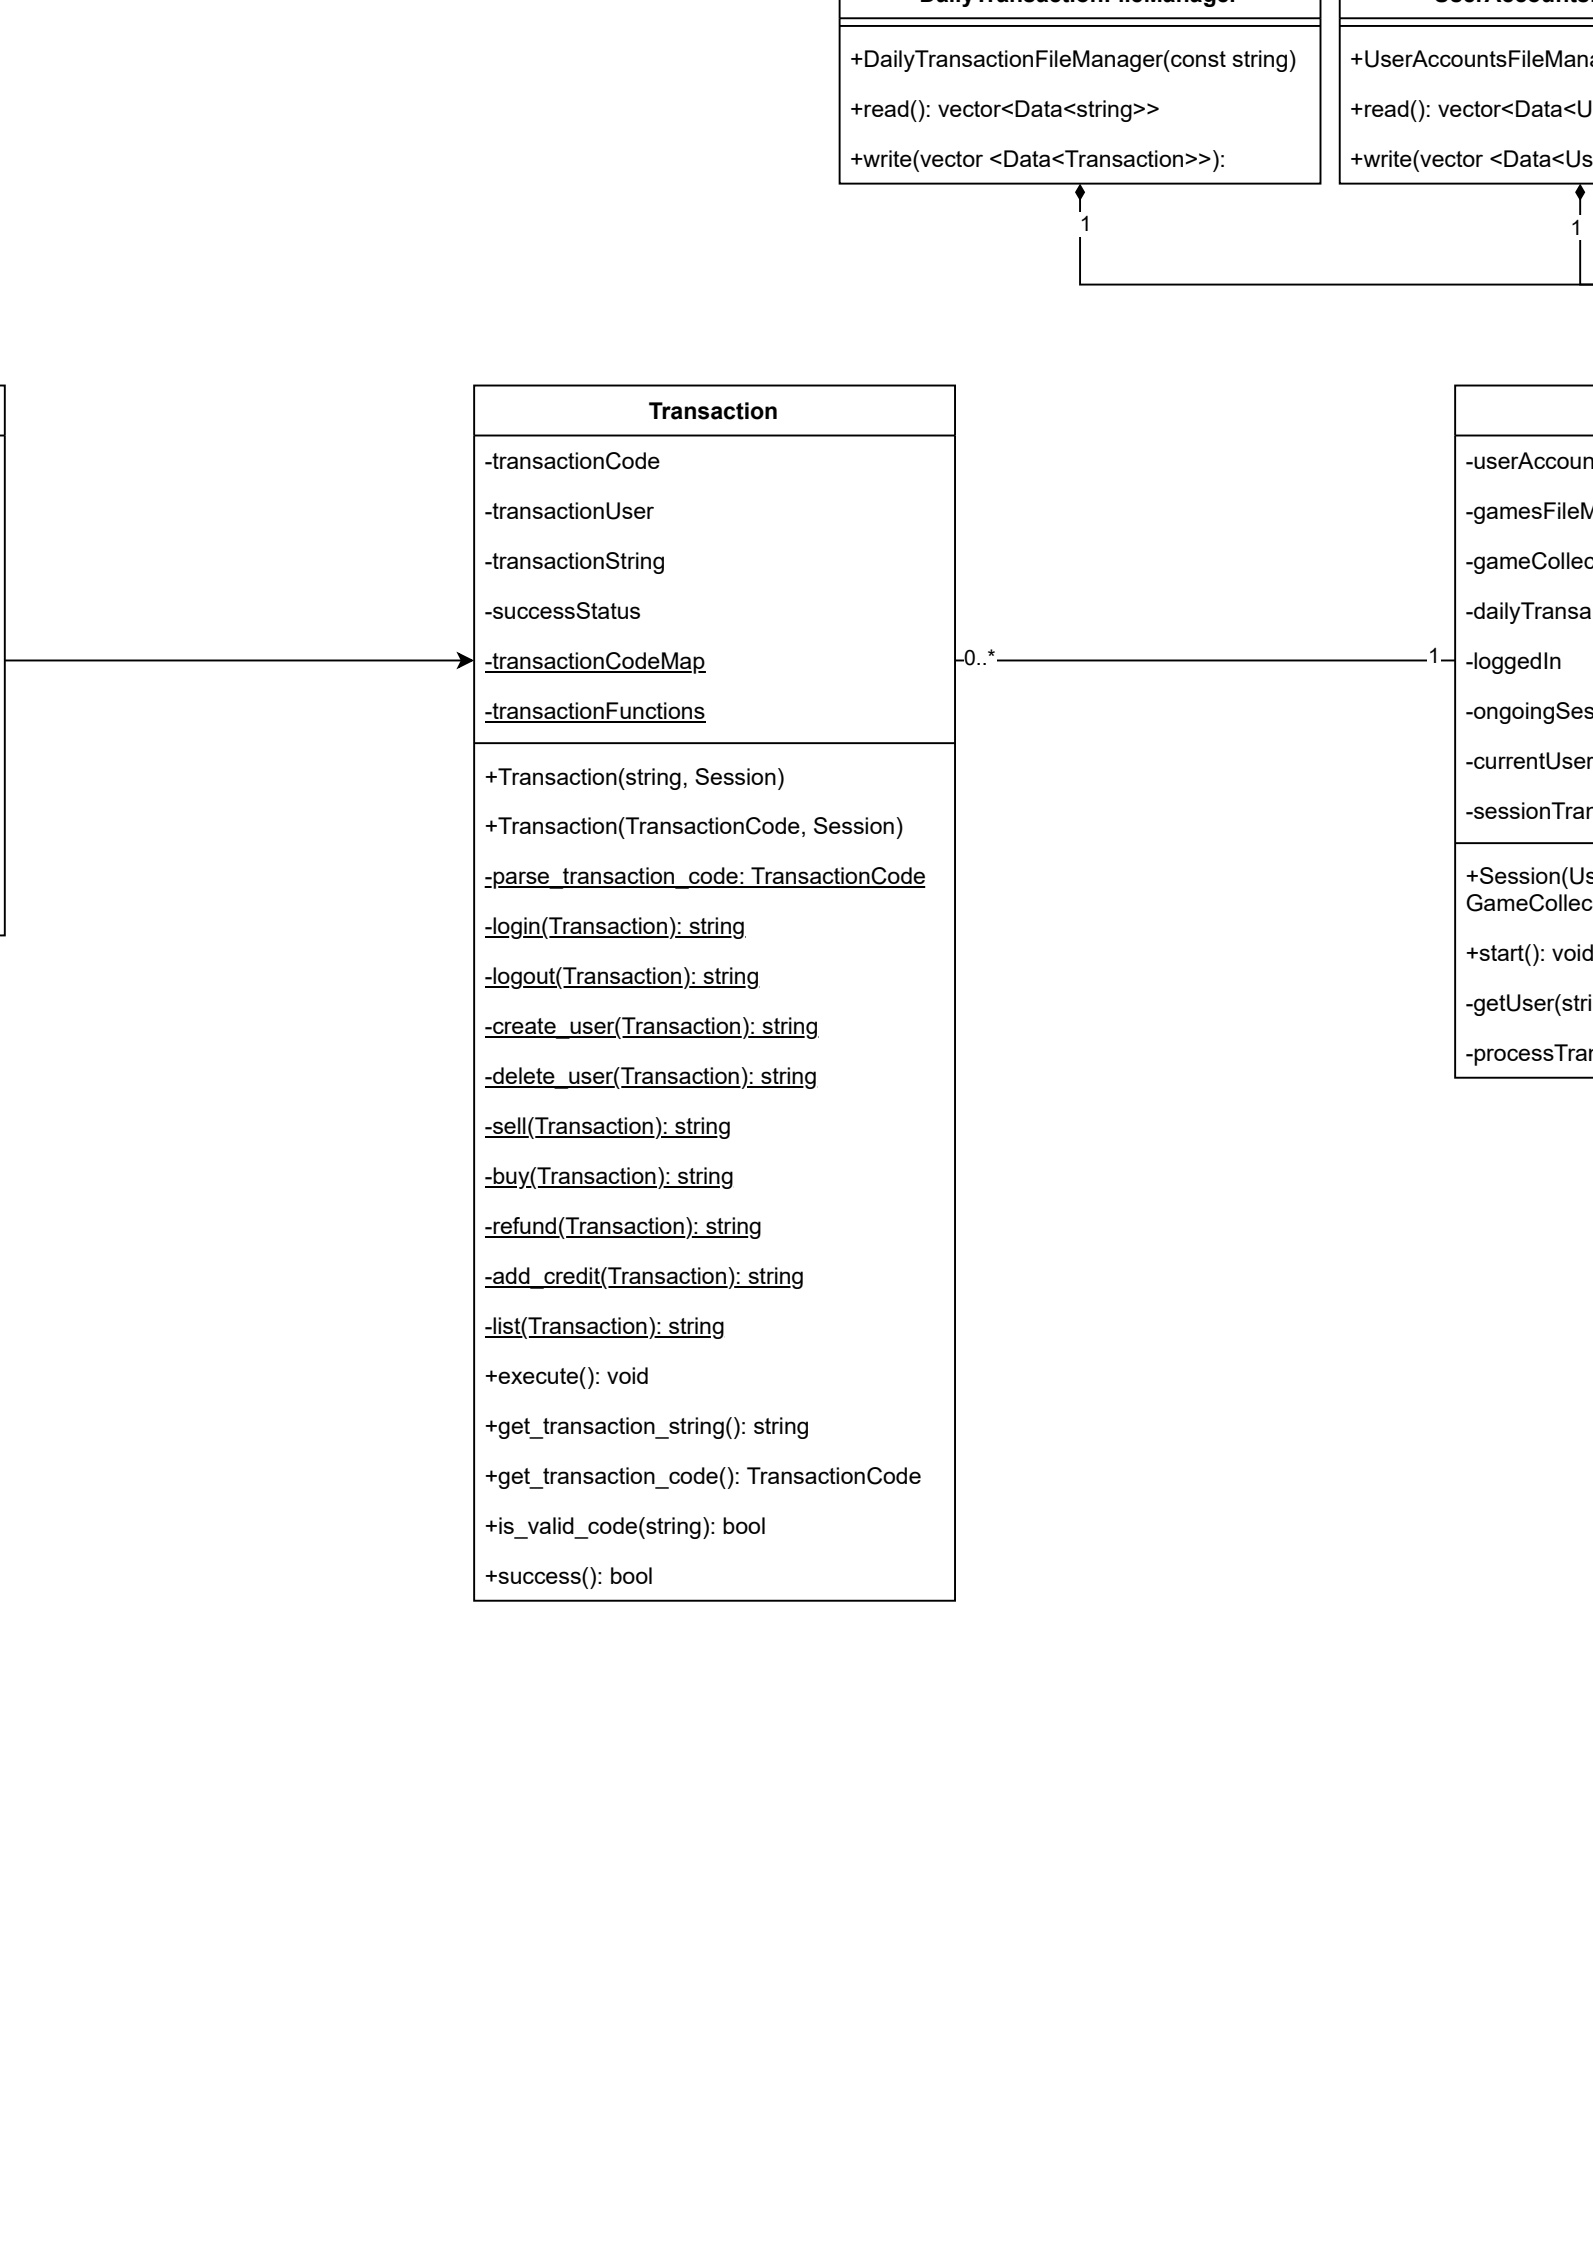 +DailyTransactionFileManager(const string)
+read(): vector<Data<string>>
+write(vector <Data<Transaction>>):
+read(): vector<Data<U
+write(vector <Data<Us
1
1
Transaction
-transactionCode
-transactionUser
-transactionString
-successStatus
-transactionCodeMap
-transactionFunctions
+Transaction(string, Session)
+Transaction(TransactionCode, Session)
-parse_transaction_code: TransactionCode
-login(Transaction): string
-logout(Transaction): string
-create_user(Transaction): string
-delete_user(Transaction): string
-sell(Transaction): string
-buy(Transaction): string
-refund(Transaction): string
-add_credit(Transaction): string
-list(Transaction): string
+execute(): void
+get_transaction_string(): string
+get_transaction_code(): TransactionCode
+is_valid_code(string): bool
+success(): bool
0..*
1
-userAccoun
-gamesFileM
-gameCollec
-dailyTransa
-loggedIn
-ongoingSes
-currentUser
-sessionTran
+Session(Us
GameCollec
+start(): void
-getUser(stri
-processTran